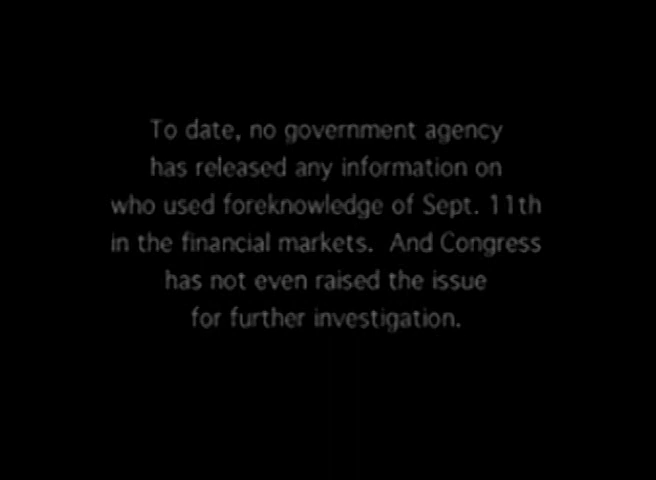 To date, no government agency
has released any information on
who used foreknowledge of Sept. 11th
in the financial markets.  And Congress
has not even raised the issue
for further investigation.